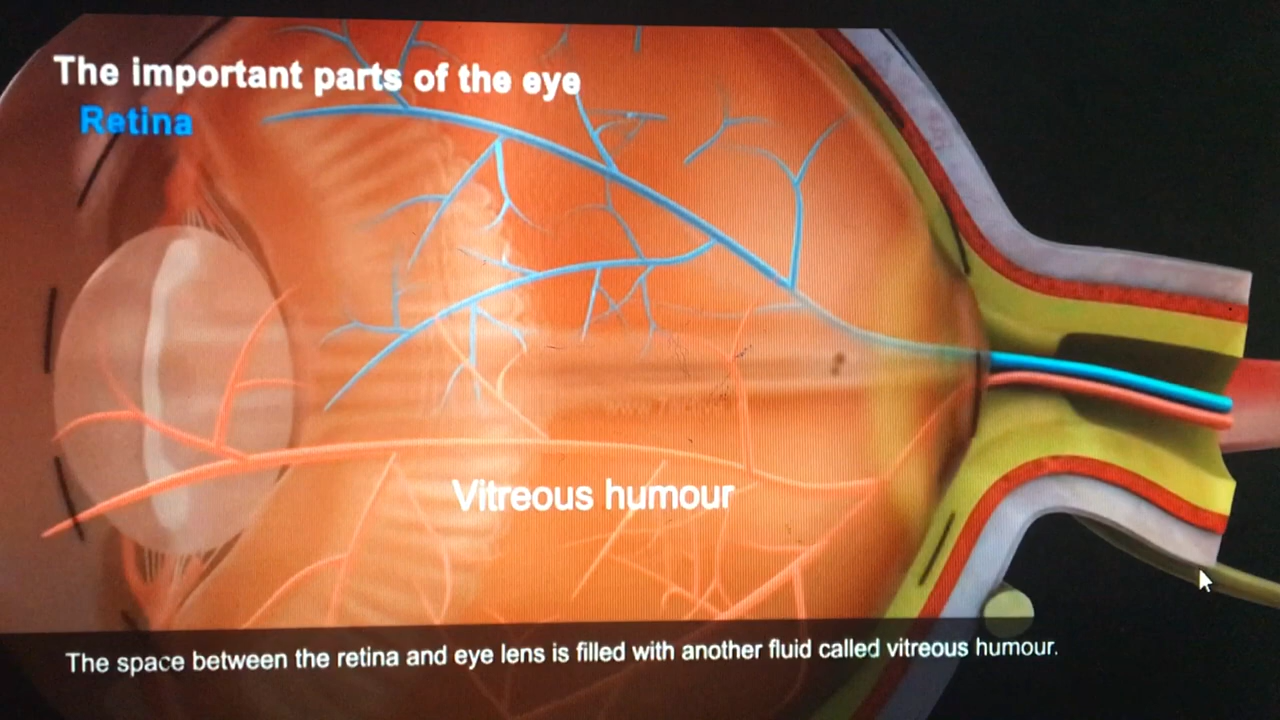 The important parts of the eye
Retina
Vitreous humour
The space between the retina and eye lens is filled with another fluid called vitreous humour.